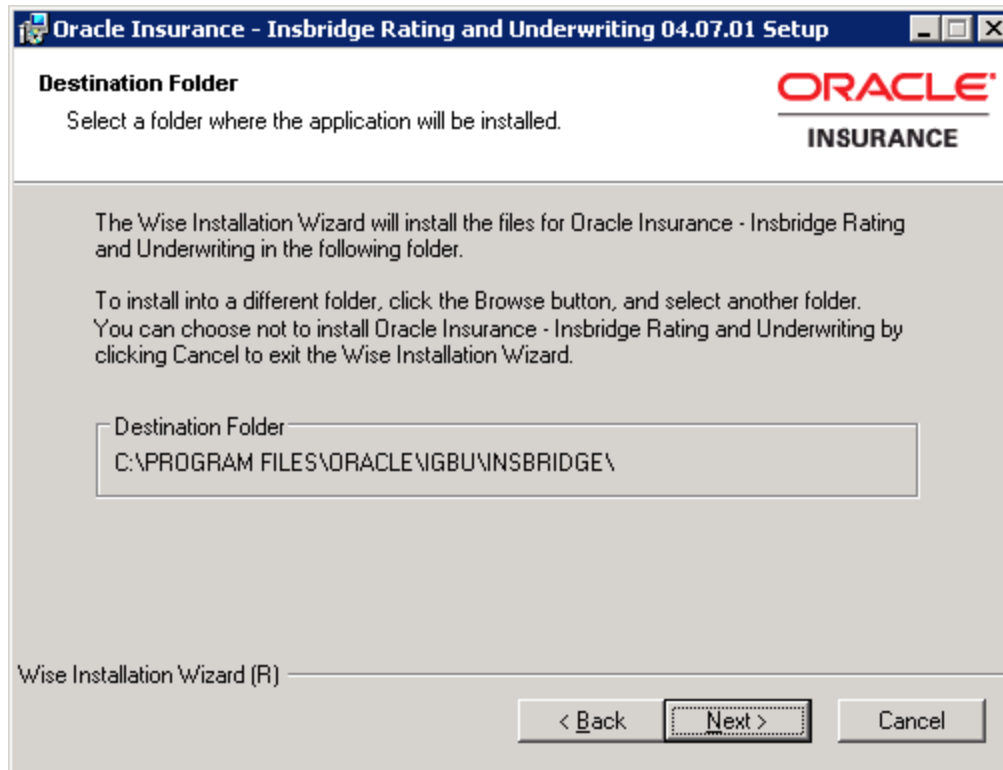 Oracle Insurance - Insbridge Rating and Underwriting 04.07.01 Setup
Destination Folder
Select a folder where the application will be installed.
ORACLE
INSURANCE
The Wise Installation Wizard will install the files for Oracle Insurance - Insbridge Rating
and Underwriting in the following folder.
To install into a different folder, click the Browse button, and select another folder.
You can choose not to install Oracle Insurance - Insbridge Rating and Underwriting by
clicking Cancel to exit the Wise Installation Wizard.
Destination Folder
C:\PROGRAM FILES\ORACLE\IGBU\INSBRIDGE\
Wise Installation Wizard (R)
< Back Next > Cancel